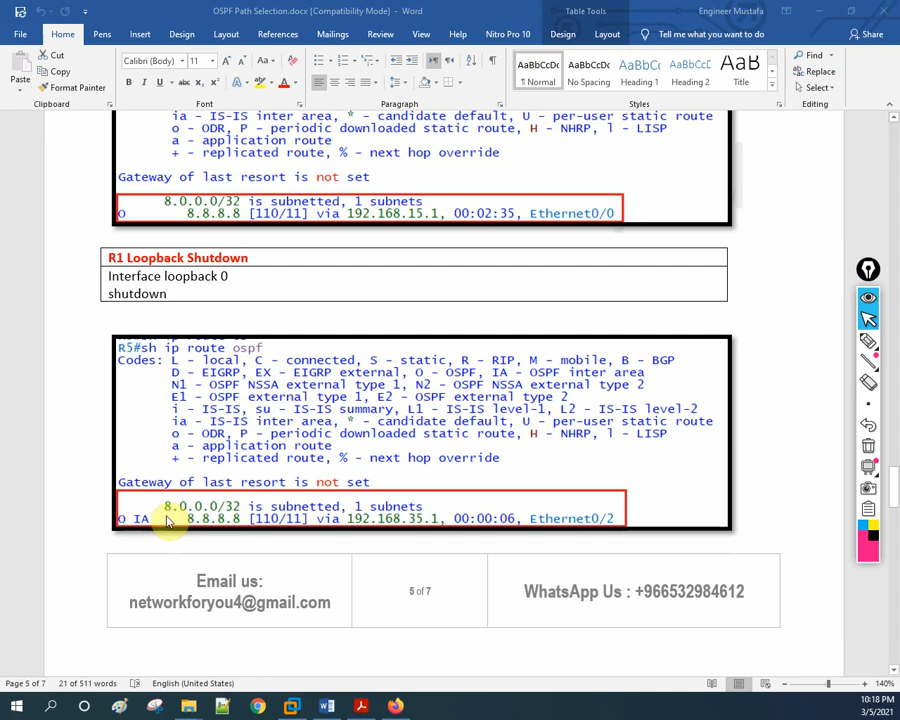 OSPF Path Selection.docx [Compatibility Mode] - Word
Table Tools
Engineer Mustafa
File
Home
Pens
Insert
Design
Layout
References
Mailings
Review
View
Help
Nitro Pro 10
Design
Layout
Tell me what you want to do
Share
Paste
Cut
Copy
Format Painter
Clipboard
Calibri (Body)
11
Font
Paragraph
AaBbCcDc
¶ Normal
AaBbCcDc
No Spacing
AaBbCc
Heading 1
AaBbCc
Heading 2
AaB
Title
Styles
Find
Replace
Select
Editing
ia - IS-IS inter area, * - candidate default, U - per-user static route
o - ODR, P - periodic downloaded static route, H - NHRP, l - LISP
a - application route
+ - replicated route, % - next hop override
Gateway of last resort is not set
8.0.0.0/32 is subnetted, 1 subnets
O 8.8.8.8 [110/11] via 192.168.15.1, 00:02:35, Ethernet0/0
R1 Loopback Shutdown
Interface loopback 0
shutdown
R5#sh ip route ospf
Codes: L - local, C - connected, S - static, R - RIP, M - mobile, B - BGP
D - EIGRP, EX - EIGRP external, O - OSPF, IA - OSPF inter area
N1 - OSPF NSSA external type 1, N2 - OSPF NSSA external type 2
E1 - OSPF external type 1, E2 - OSPF external type 2
i - IS-IS, su - IS-IS summary, L1 - IS-IS level-1, L2 - IS-IS level-2
ia - IS-IS inter area, * - candidate default, U - per-user static route
o - ODR, P - periodic downloaded static route, H - NHRP, l - LISP
a - application route
+ - replicated route, % - next hop override
Gateway of last resort is not set
8.0.0.0/32 is subnetted, 1 subnets
O IA 8.8.8.8 [110/11] via 192.168.35.1, 00:00:06, Ethernet0/2
Email us:
networkforyou4@gmail.com
5 of 7
WhatsApp Us : +966532984612
Page 5 of 7
21 of 511 words
English (United States)
140%
10:18 PM
3/5/2021